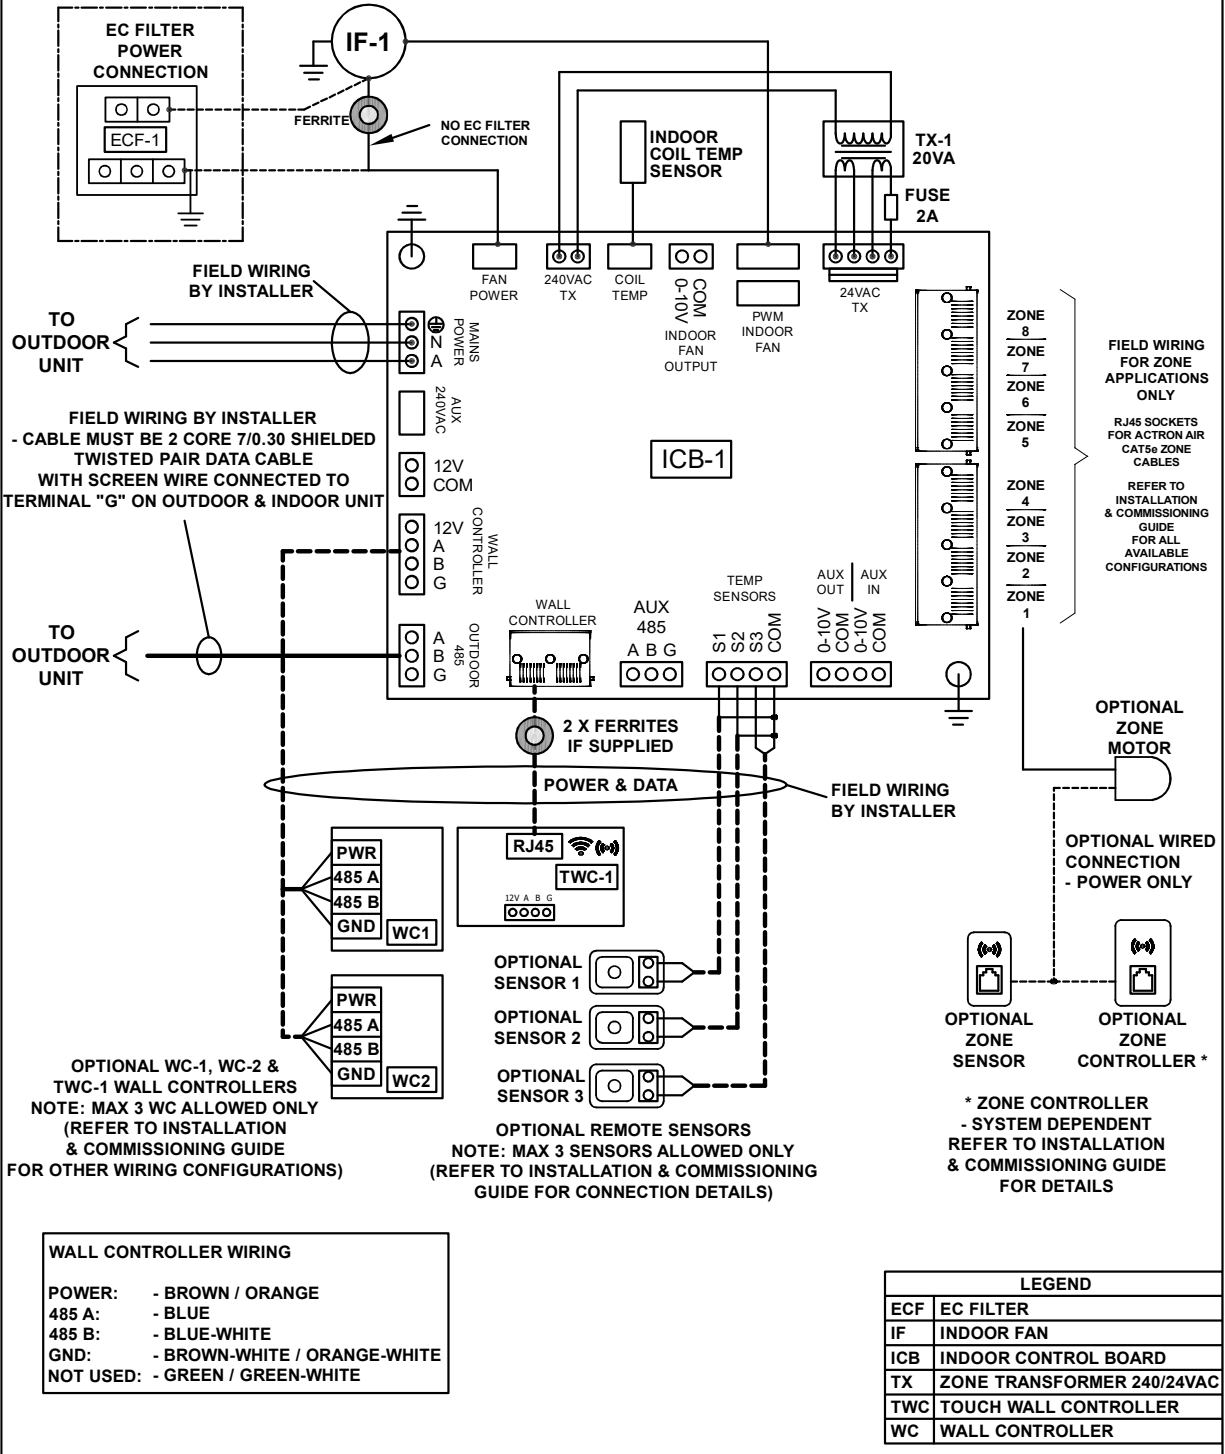 EC FILTER
POWER
CONNECTION
ECF-1
IF-1
FERRITE
NO EC FILTER
CONNECTION
INDOOR
COIL TEMP
SENSOR
TX-1
20VA
FUSE
2A
FIELD WIRING
BY INSTALLER
TO
OUTDOOR
UNIT
FAN
POWER
240VAC
TX
COIL
TEMP
0-10V
COM
INDOOR
FAN
OUTPUT
PWM
INDOOR
FAN
24VAC
TX
N
A
MAINS
POWER
AUX
240VAC
12V
COM
12V
A
B
G
WALL
CONTROLLER
A
B
G
OUTDOOR
485
ICB-1
FIELD WIRING BY INSTALLER
- CABLE MUST BE 2 CORE 7/0.30 SHIELDED
TWISTED PAIR DATA CABLE
WITH SCREEN WIRE CONNECTED TO
TERMINAL "G" ON OUTDOOR & INDOOR UNIT
TO
OUTDOOR
UNIT
WALL
CONTROLLER
AUX
485
A B G
TEMP
SENSORS
S1
S2
S3
COM
AUX
OUT
AUX
IN
0-10V
COM
0-10V
COM
ZONE
8
ZONE
7
ZONE
6
ZONE
5
ZONE
4
ZONE
3
ZONE
2
ZONE
1
FIELD WIRING
FOR ZONE
APPLICATIONS
ONLY
RJ45 SOCKETS
FOR ACTRON AIR
CAT5e ZONE
CABLES
REFER TO
INSTALLATION
& COMMISSIONING
GUIDE
FOR ALL
AVAILABLE
CONFIGURATIONS
2 X FERRITES
IF SUPPLIED
POWER & DATA
FIELD WIRING
BY INSTALLER
OPTIONAL
ZONE
MOTOR
OPTIONAL WIRED
CONNECTION
- POWER ONLY
PWR
485 A
485 B
GND
WC1
RJ45
TWC-1
12V A B G
PWR
485 A
485 B
GND
WC2
OPTIONAL
SENSOR 1
OPTIONAL
SENSOR 2
OPTIONAL
SENSOR 3
OPTIONAL
ZONE
SENSOR
OPTIONAL
ZONE
CONTROLLER *
OPTIONAL WC-1, WC-2 &
TWC-1 WALL CONTROLLERS
NOTE: MAX 3 WC ALLOWED ONLY
(REFER TO INSTALLATION
& COMMISSIONING GUIDE
FOR OTHER WIRING CONFIGURATIONS)
OPTIONAL REMOTE SENSORS
NOTE: MAX 3 SENSORS ALLOWED ONLY
(REFER TO INSTALLATION & COMMISSIONING
GUIDE FOR CONNECTION DETAILS)
* ZONE CONTROLLER
- SYSTEM DEPENDENT
REFER TO INSTALLATION
& COMMISSIONING GUIDE
FOR DETAILS
WALL CONTROLLER WIRING
POWER: - BROWN / ORANGE
485 A: - BLUE
485 B: - BLUE-WHITE
GND: - BROWN-WHITE / ORANGE-WHITE
NOT USED: - GREEN / GREEN-WHITE
LEGEND
ECF EC FILTER
IF INDOOR FAN
ICB INDOOR CONTROL BOARD
TX ZONE TRANSFORMER 240/24VAC
TWC TOUCH WALL CONTROLLER
WC WALL CONTROLLER